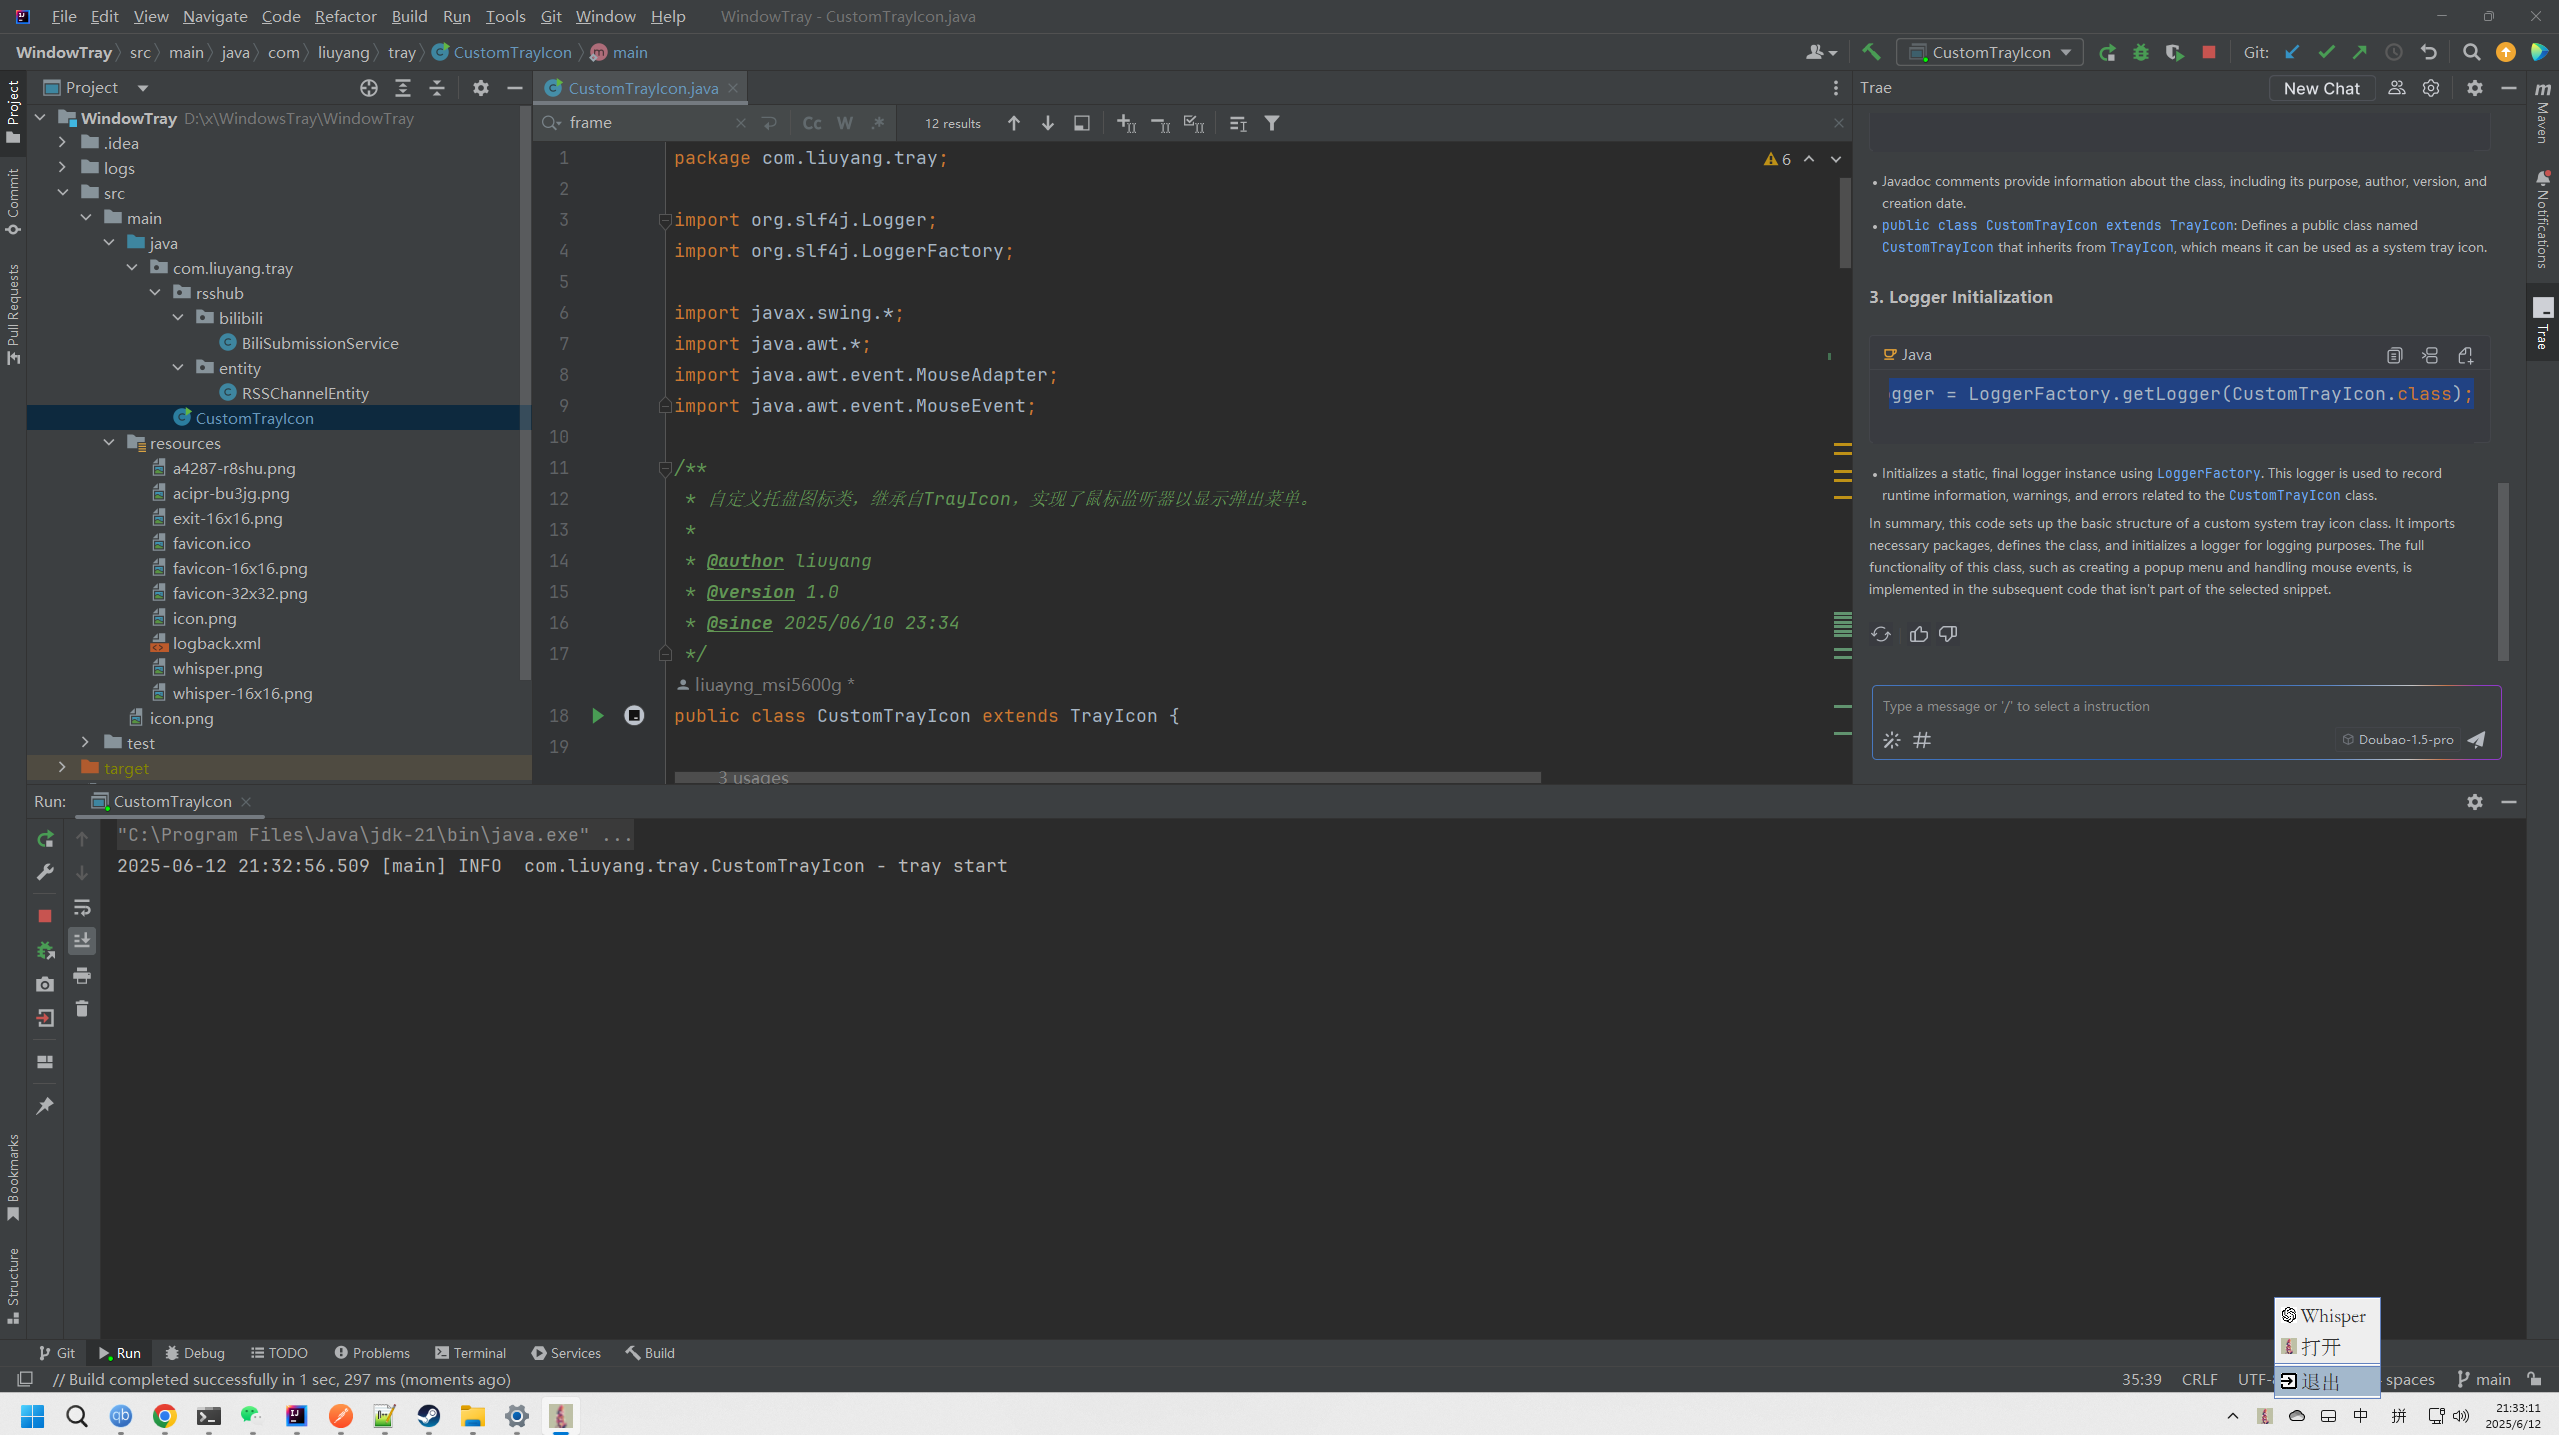 File Edit View Navigate Code Refactor Build Run Tools Git Window Help WindowTray - CustomTrayIcon.java
WindowTray src main java com liuyang tray CustomTrayIcon main
CustomTrayIcon Git:
Project
CustomTrayIcon.java
Trae New Chat
WindowTray D:\x\WindowsTray\WindowTray
.idea
logs
src
main
java
com.liuyang.tray
rsshub
bilibili
BiliSubmissionService
entity
RSSChannelEntity
CustomTrayIcon
resources
a4287-r8shu.png
acipr-bu3jg.png
exit-16x16.png
favicon.ico
favicon-16x16.png
favicon-32x32.png
icon.png
logback.xml
whisper.png
whisper-16x16.png
icon.png
test
target
Project
Commit
Pull Requests
Bookmarks
Structure
frame Cc W .* 12 results
6
1 package com.liuyang.tray;
2
3 import org.slf4j.Logger;
4 import org.slf4j.LoggerFactory;
5
6 import javax.swing.*;
7 import java.awt.*;
8 import java.awt.event.MouseAdapter;
9 import java.awt.event.MouseEvent;
10
11 /**
12 * 自定义托盘图标类，继承自TrayIcon，实现了鼠标监听器以显示弹出菜单。
13 *
14 * @author liuyang
15 * @version 1.0
16 * @since 2025/06/10 23:34
17 */
liuayng_msi5600g *
18 public class CustomTrayIcon extends TrayIcon {
19
3 usages
• Javadoc comments provide information about the class, including its purpose, author, version, and
creation date.
• public class CustomTrayIcon extends TrayIcon: Defines a public class named
CustomTrayIcon that inherits from TrayIcon, which means it can be used as a system tray icon.
3. Logger Initialization
Java
gger = LoggerFactory.getLogger(CustomTrayIcon.class);
• Initializes a static, final logger instance using LoggerFactory. This logger is used to record
runtime information, warnings, and errors related to the CustomTrayIcon class.
In summary, this code sets up the basic structure of a custom system tray icon class. It imports
necessary packages, defines the class, and initializes a logger for logging purposes. The full
functionality of this class, such as creating a popup menu and handling mouse events, is
implemented in the subsequent code that isn't part of the selected snippet.
Type a message or '/' to select a instruction
Doubao-1.5-pro
m
Maven
Notifications
Trae
Run: CustomTrayIcon
"C:\Program Files\Java\jdk-21\bin\java.exe" ...
2025-06-12 21:32:56.509 [main] INFO  com.liuyang.tray.CustomTrayIcon - tray start
Whisper
打开
退出
Git Run Debug TODO Problems Terminal Services Build
// Build completed successfully in 1 sec, 297 ms (moments ago) 35:39 CRLF UTF- spaces main
qb IJ 中 拼 21:33:11
2025/6/12